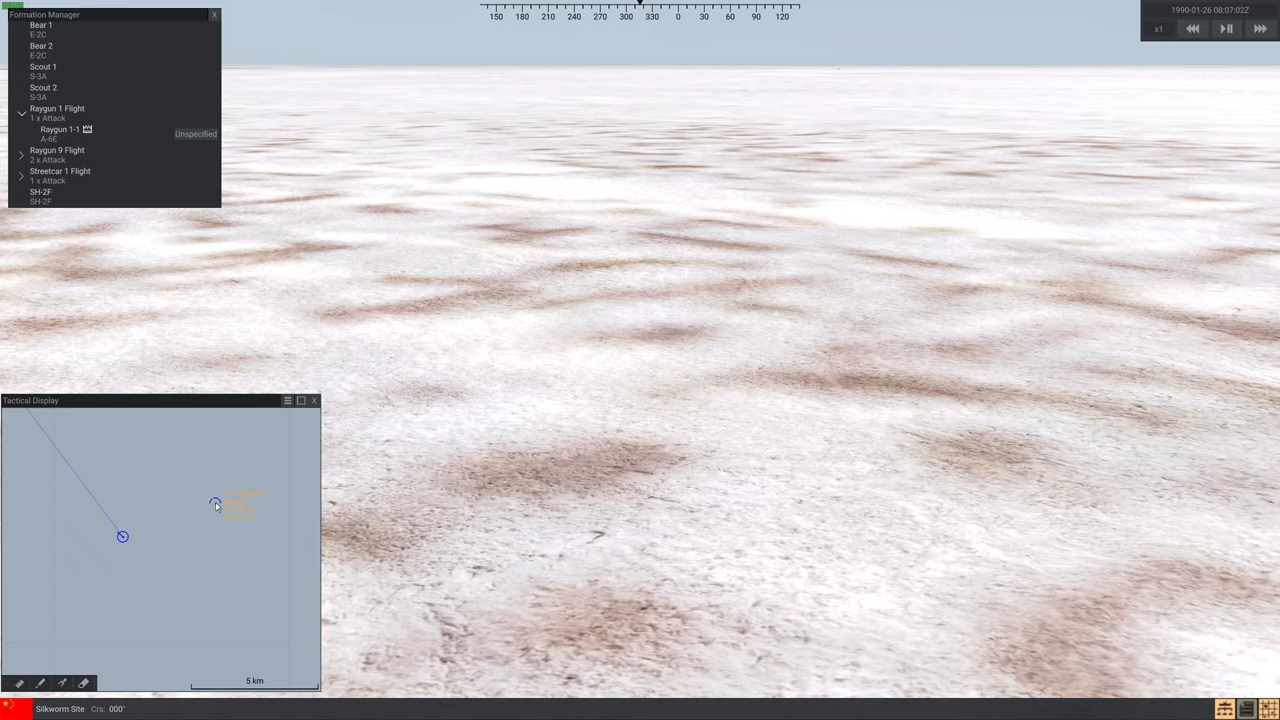 Formation Manager
X
Bear 1
E-2C
Bear 2
E-2C
Scout 1
S-3A
Scout 2
S-3A
Raygun 1 Flight
1 x Attack
Raygun 1-1
A-6E
Unspecified
Raygun 9 Flight
2 x Attack
Streetcar 1 Flight
1 x Attack
SH-2F
SH-2F
150 180 210 240 270 300 330 0 30 60 90 120
1990-01-26 08:07:02Z
x1
Tactical Display
X
5 km
Silkworm Site Crs: 000°